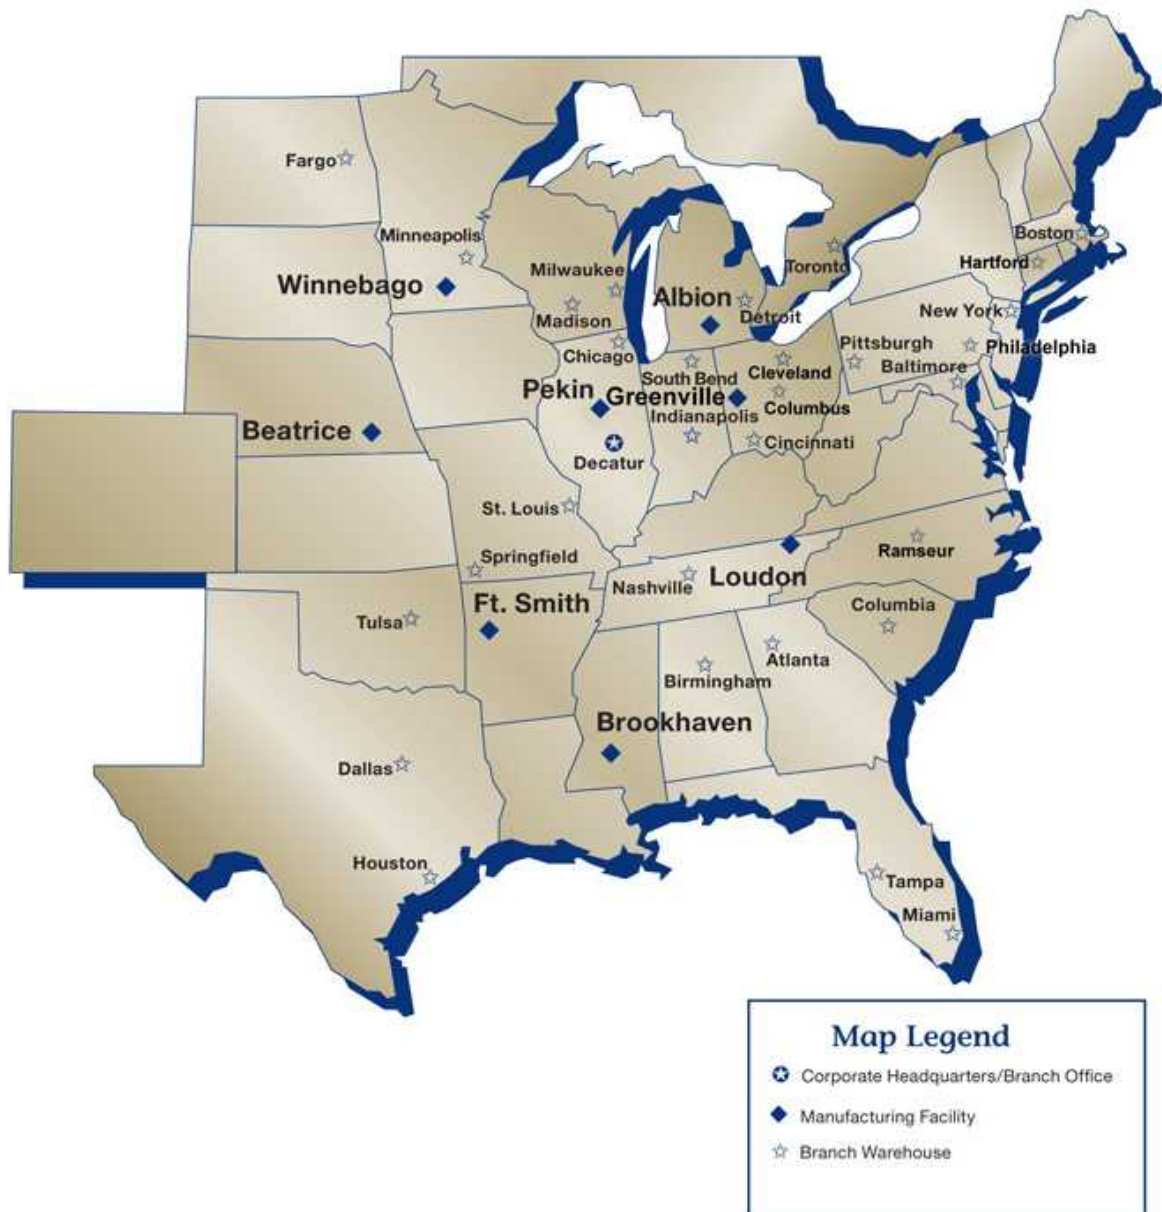 Fargo
Minneapolis
Winnebago
Milwaukee
Madison
Albion
Detroit
Toronto
Boston
Hartford
New York
Philadelphia
Pittsburgh
Baltimore
Chicago
South Bend
Cleveland
Pekin
Greenville
Columbus
Indianapolis
Cincinnati
Beatrice
Decatur
St. Louis
Springfield
Ramseur
Nashville
Loudon
Ft. Smith
Tulsa
Columbia
Atlanta
Birmingham
Brookhaven
Dallas
Houston
Tampa
Miami
Map Legend
Corporate Headquarters/Branch Office
Manufacturing Facility
Branch Warehouse